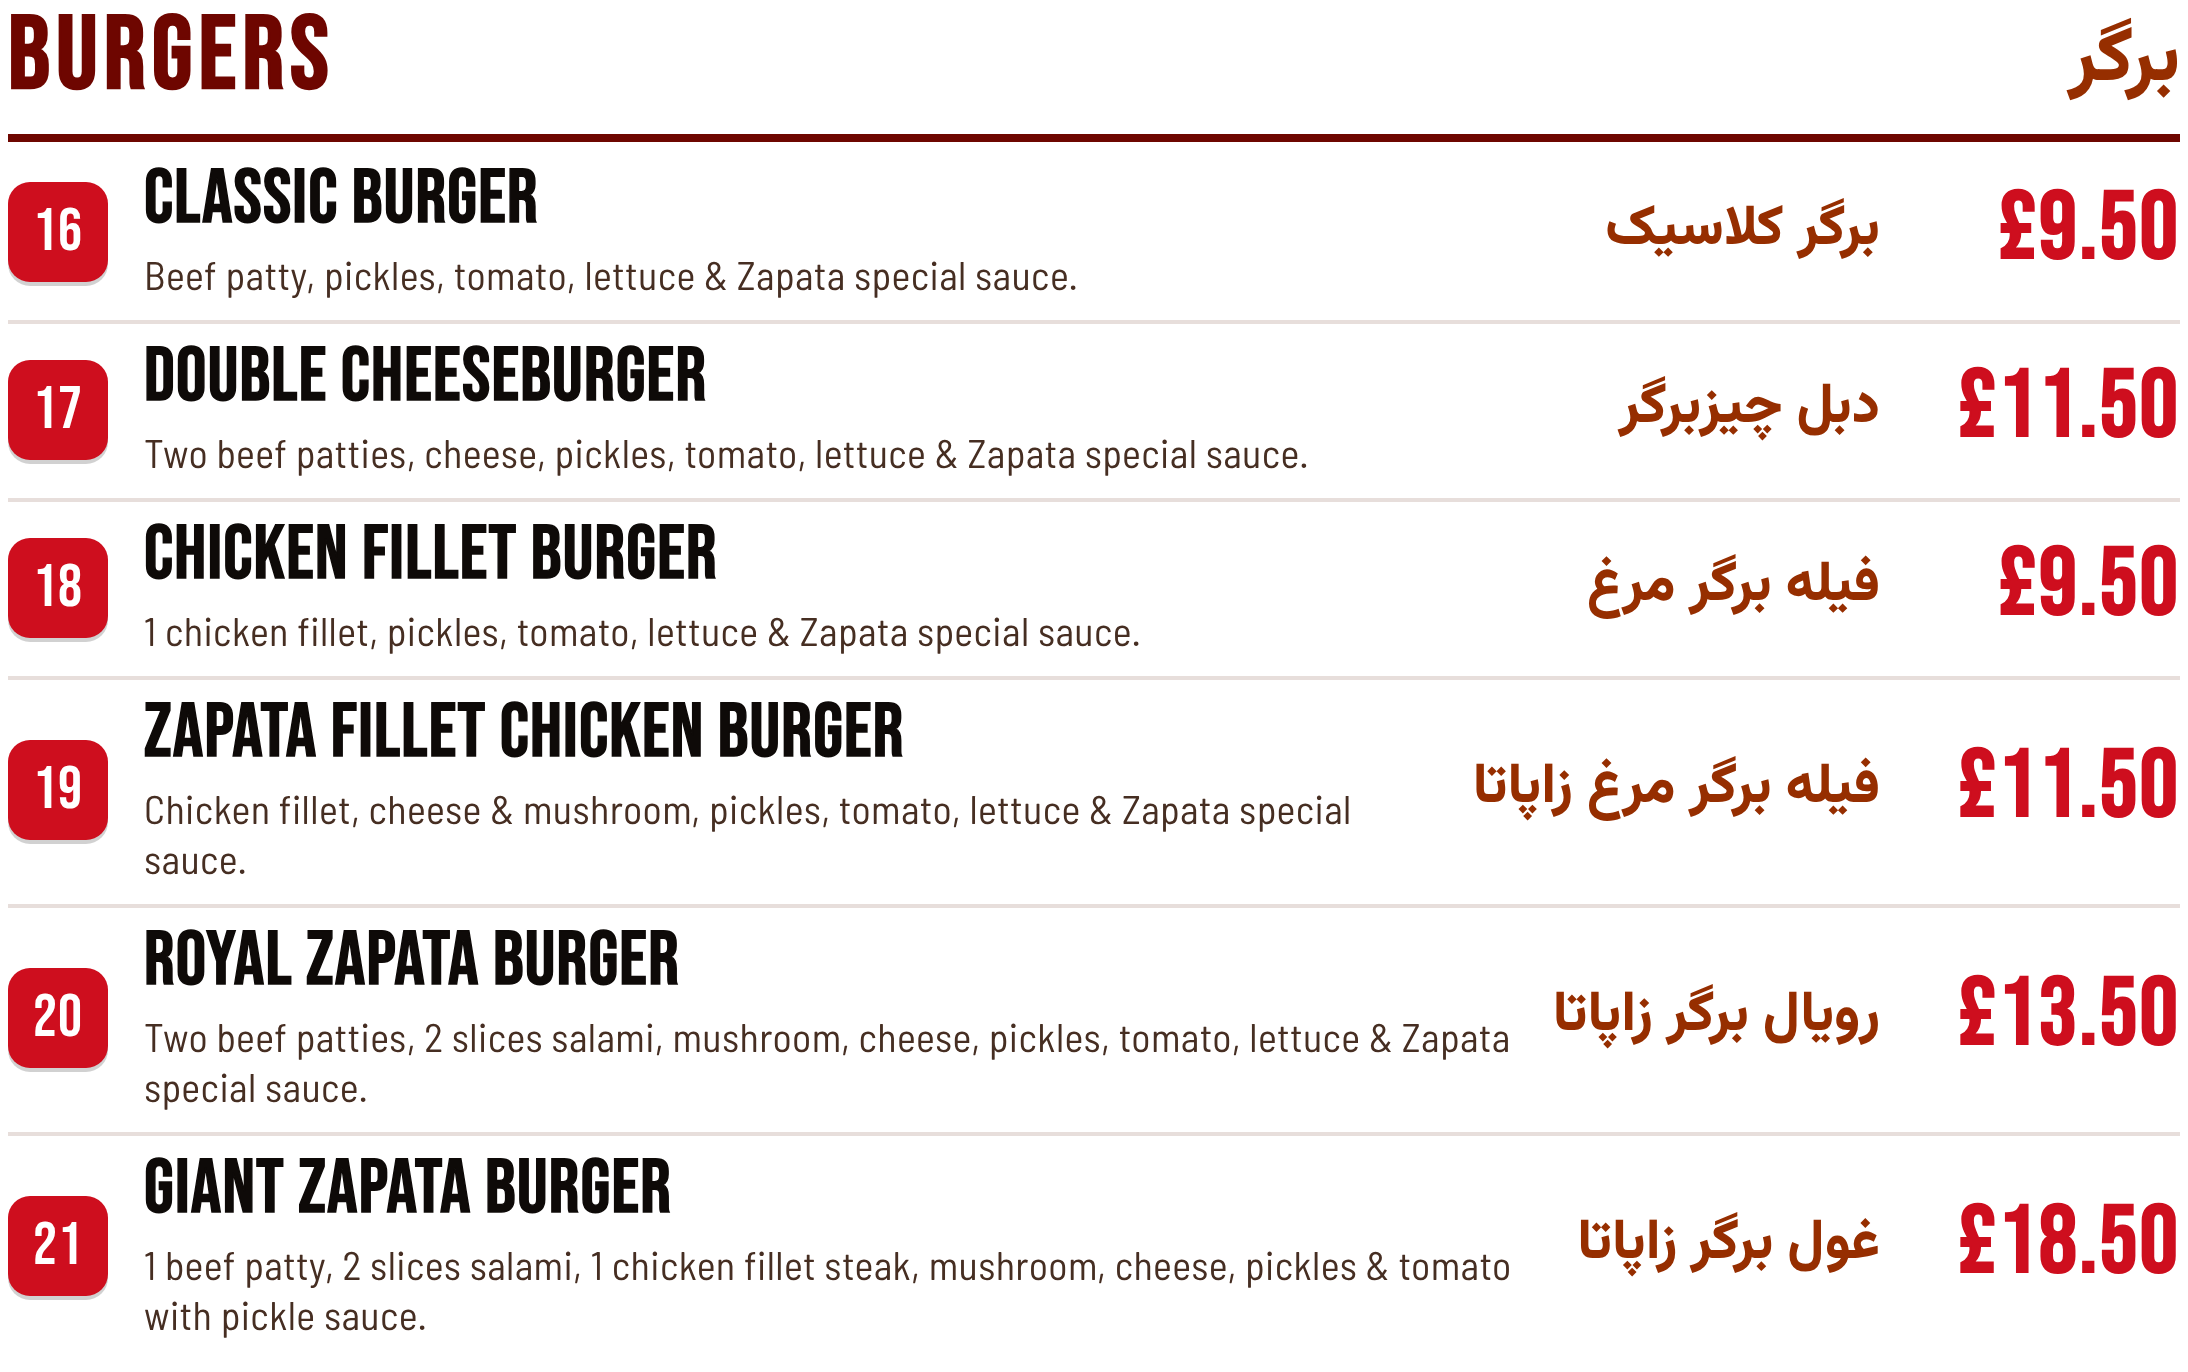 BURGERS برگر
16 CLASSIC BURGER برگر کلاسیک £9.50
Beef patty, pickles, tomato, lettuce & Zapata special sauce.
17 DOUBLE CHEESEBURGER دبل چیزبرگر £11.50
Two beef patties, cheese, pickles, tomato, lettuce & Zapata special sauce.
18 CHICKEN FILLET BURGER فیله برگر مرغ £9.50
1 chicken fillet, pickles, tomato, lettuce & Zapata special sauce.
19 ZAPATA FILLET CHICKEN BURGER فیله برگر مرغ زاپاتا £11.50
Chicken fillet, cheese & mushroom, pickles, tomato, lettuce & Zapata special
sauce.
20 ROYAL ZAPATA BURGER رویال برگر زاپاتا £13.50
Two beef patties, 2 slices salami, mushroom, cheese, pickles, tomato, lettuce & Zapata
special sauce.
21 GIANT ZAPATA BURGER غول برگر زاپاتا £18.50
1 beef patty, 2 slices salami, 1 chicken fillet steak, mushroom, cheese, pickles & tomato
with pickle sauce.